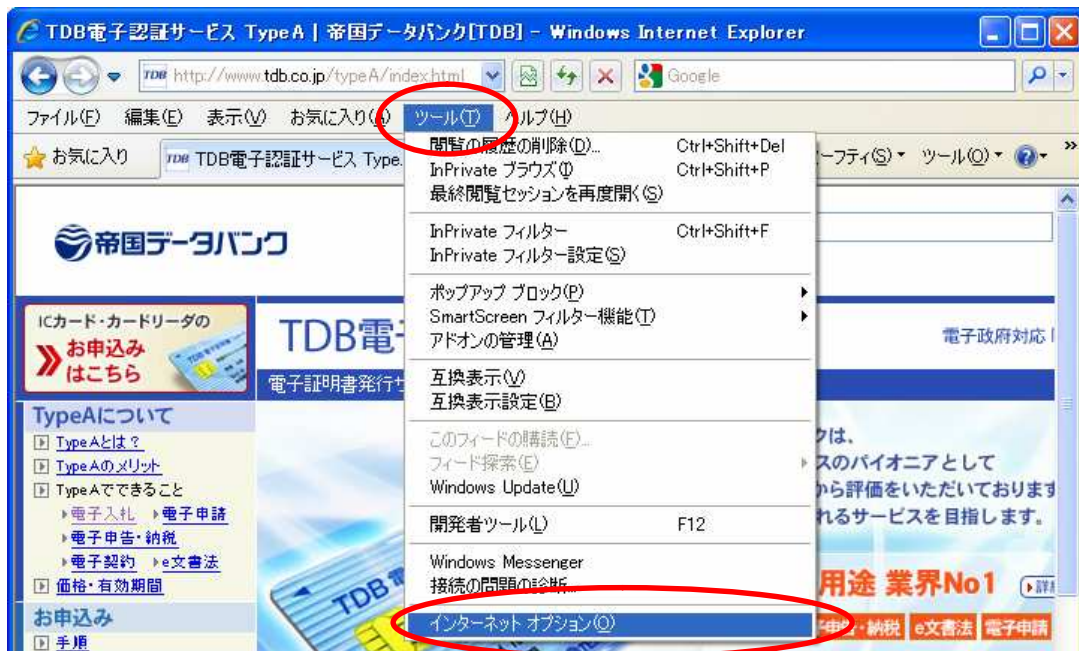 TDB電子認証サービス TypeA | 帝国データバンク[TDB] - Windows Internet Explorer
TDB http://www.tdb.co.jp/typeA/index.html
Google
ファイル(F) 編集(E) 表示(V) お気に入り(A) ツール(T) ヘルプ(H)
お気に入り TDB TDB電子認証サービス Type. ーフティ(S) ツール(O) »
閲覧の履歴の削除(D)... Ctrl+Shift+Del
InPrivate ブラウズ(I) Ctrl+Shift+P
最終閲覧セッションを再度開く(S)
InPrivate フィルター Ctrl+Shift+F
InPrivate フィルター設定(S)
ポップアップ ブロック(P)
SmartScreen フィルター機能(T)
アドオンの管理(A)
互換表示(V)
互換表示設定(B)
このフィードの購読(F)...
フィード探索(E)
Windows Update(U)
開発者ツール(L) F12
Windows Messenger
接続の問題の診断...
インターネット オプション(O)
帝国データバンク
ICカード・カードリーダの
お申込み
はこちら
TDB電
電子政府対応
電子証明書発行サ
TypeAについて
TypeAとは?
TypeAのメリット
TypeAでできること
電子入札 電子申請
電子申告・納税
電子契約 e文書法
価格・有効期間
お申込み
手順
TDB
クは、
スのパイオニアとして
から評価をいただいております
れるサービスを目指します。
用途 業界No1
子申告・納税 e文書法 電子申請